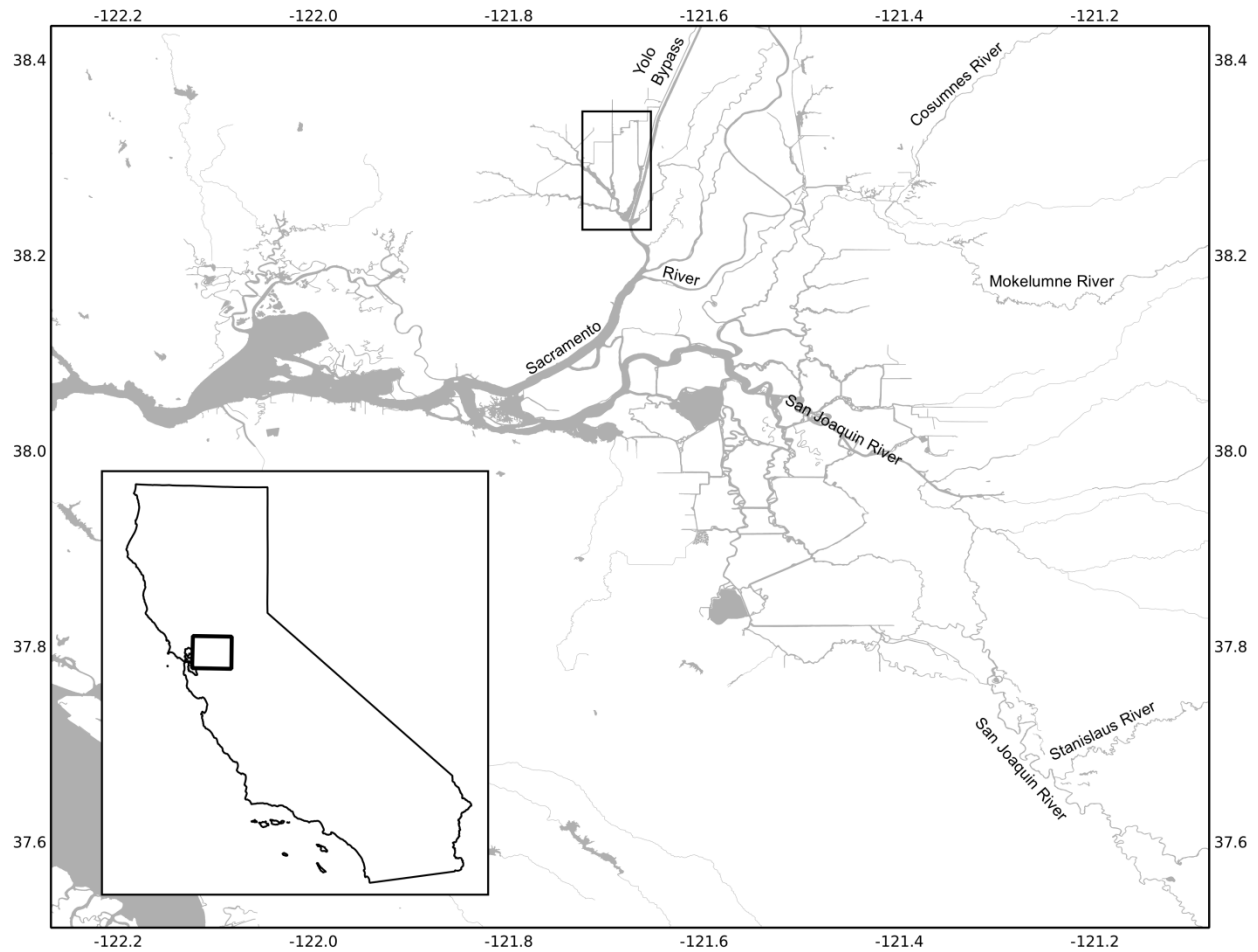 -122.2 -122.0 -121.8 -121.6 -121.4 -121.2
38.4 38.4
Yolo
Bypass
Cosumnes River
38.2 38.2
River
Mokelumne River
Sacramento
San Joaquin River
38.0 38.0
37.8 37.8
Stanislaus River
San Joaquin River
37.6 37.6
-122.2 -122.0 -121.8 -121.6 -121.4 -121.2